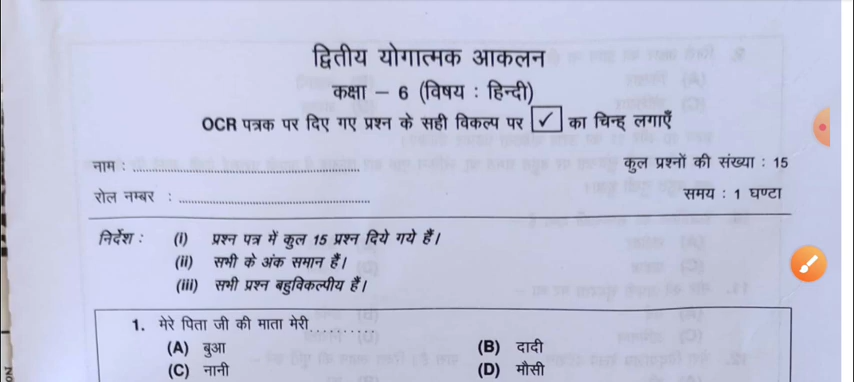 द्वितीय योगात्मक आकलन
कक्षा – 6 (विषय : हिन्दी)
OCR पत्रक पर दिए गए प्रश्न के सही विकल्प पर ✓ का चिन्ह लगाएँ
नाम : ................................ कुल प्रश्नों की संख्या : 15
रोल नम्बर : ................................ समय : 1 घण्टा
निर्देश : (i) प्रश्न पत्र में कुल 15 प्रश्न दिये गये हैं।
(ii) सभी के अंक समान हैं।
(iii) सभी प्रश्न बहुविकल्पीय हैं।
1. मेरे पिता जी की माता मेरी..........
(A) बुआ (B) दादी
(C) नानी (D) मौसी